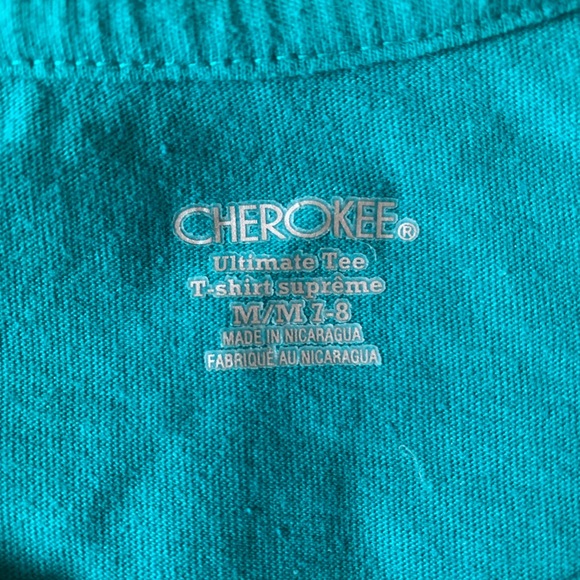 CHEROKEE®
Ultimate Tee
T-shirt suprême
M/M 7-8
MADE IN NICARAGUA
FABRIQUÉ AU NICARAGUA